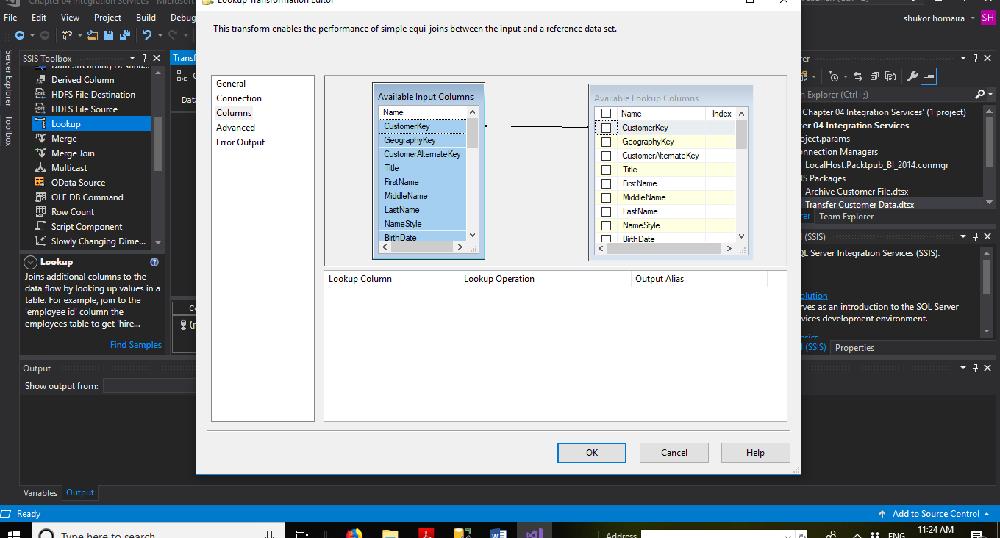 Chapter 04 Integration Services - Microsoft
Lookup Transformation Editor
File Edit View Project Build Debug
shukor homaira SH
This transform enables the performance of simple equi-joins between the input and a reference data set.
Server Explorer
Toolbox
SSIS Toolbox
Data Streaming Destina...
Derived Column
HDFS File Destination
HDFS File Source
Lookup
Merge
Merge Join
Multicast
OData Source
OLE DB Command
Row Count
Script Component
Slowly Changing Dime...
Lookup
Joins additional columns to the
data flow by looking up values in a
table. For example, join to the
'employee id' column the
employees table to get 'hire...
Find Samples
Transf
Dat
General
Connection
Columns
Advanced
Error Output
Available Input Columns
Name
CustomerKey
GeographyKey
CustomerAlternateKey
Title
FirstName
MiddleName
LastName
NameStyle
BirthDate
Available Lookup Columns
Name Index
CustomerKey
GeographyKey
CustomerAlternateKey
Title
FirstName
MiddleName
LastName
NameStyle
BirthDate
Lookup Column Lookup Operation Output Alias
OK Cancel Help
Explorer (Ctrl+;)
Chapter 04 Integration Services' (1 project)
ter 04 Integration Services
oject.params
nnection Managers
LocalHost.Packtpub_BI_2014.conmgr
IS Packages
Archive Customer File.dtsx
Transfer Customer Data.dtsx
rer Team Explorer
(SSIS)
QL Server Integration Services (SSIS).
olution
rves as an introduction to the SQL Server
vices development environment.
(SSIS) Properties
Output
Show output from:
Variables Output
Ready
Add to Source Control
Type here to search
Address
ENG
11:24 AM